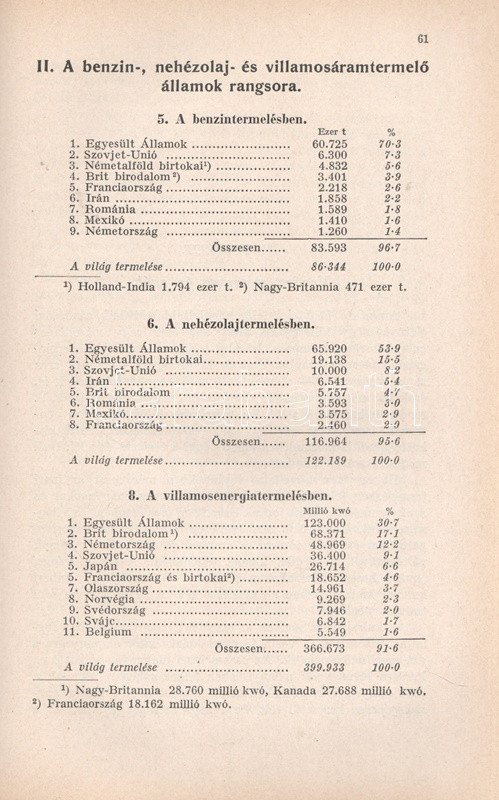 61
II. A benzin-, nehézolaj- és villamosáramtermelő
államok rangsora.
5. A benzintermelésben.
Ezer t %
1. Egyesült Államok ........................ 60.725 70·3
2. Szovjet-Unió ........................ 6.300 7·3
3. Németalföld birtokai¹) ........................ 4.832 5·6
4. Brit birodalom²) ........................ 3.401 3·9
5. Franciaország ........................ 2.218 2·6
6. Irán ........................ 1.858 2·2
7. Románia ........................ 1.589 1·8
8. Mexikó ........................ 1.410 1·6
9. Németország ........................ 1.260 1·4
Összesen...... 83.593 96·7
A világ termelése ........................ 86·344 100·0
¹) Holland-India 1.794 ezer t. ²) Nagy-Britannia 471 ezer t.
6. A nehézolajtermelésben.
1. Egyesült Államok ........................ 65.920 53·9
2. Németalföld birtokai ........................ 19.138 15·5
3. Szovjet-Unió ........................ 10.000 8·2
4. Irán ........................ 6.541 5·4
5. Brit birodalom ........................ 5.757 4·7
6. Románia ........................ 3.593 3·0
7. Mexikó ........................ 3.575 2·9
8. Franciaország ........................ 2.460 2·9
Összesen...... 116.964 95·6
A világ termelése ........................ 122.189 100·0
8. A villamosenergiatermelésben.
Millió kwó %
1. Egyesült Államok ........................ 123.000 30·7
2. Brit birodalom¹) ........................ 68.371 17·1
3. Németország ........................ 48.969 12·2
4. Szovjet-Unió ........................ 36.400 9·1
5. Japán ........................ 26.714 6·6
5. Franciaország és birtokai²) ........................ 18.652 4·6
7. Olaszország ........................ 14.961 3·7
8. Norvégia ........................ 9.269 2·3
9. Svédország ........................ 7.946 2·0
10. Svájc ........................ 6.842 1·7
11. Belgium ........................ 5.549 1·6
Összesen...... 366.673 91·6
A világ termelése ........................ 399.933 100·0
¹) Nagy-Britannia 28.760 millió kwó, Kanada 27.688 millió kwó.
²) Franciaország 18.162 millió kwó.